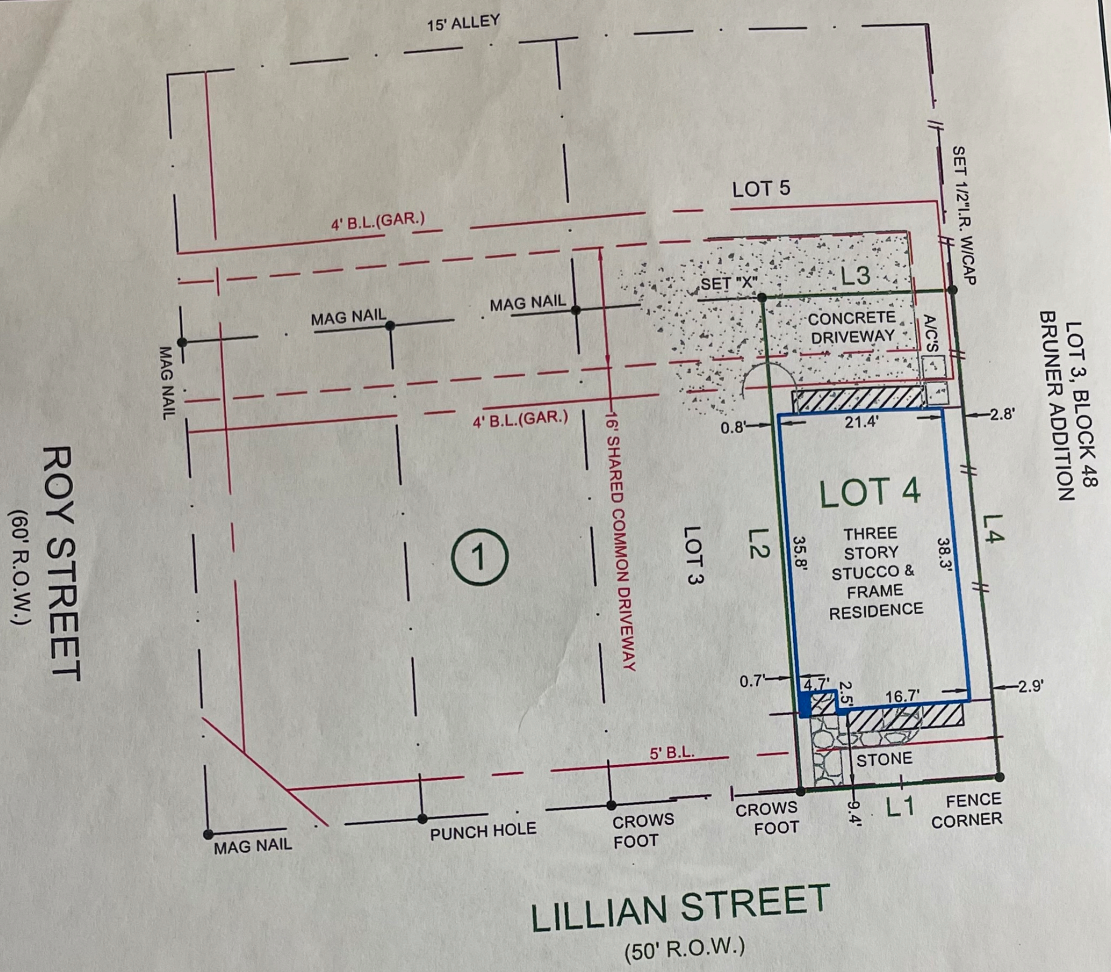 15' ALLEY
LOT 5
4' B.L.(GAR.)
SET 1/2"I.R. W/CAP
SET "X"
L3
MAG NAIL
MAG NAIL
MAG NAIL
CONCRETE
DRIVEWAY
A/C'S
LOT 3, BLOCK 48
BRUNER ADDITION
4' B.L.(GAR.)
0.8'
21.4'
2.8'
16' SHARED COMMON DRIVEWAY
ROY STREET
(60' R.O.W.)
1
LOT 3
L2
35.8'
LOT 4
THREE
STORY
STUCCO &
FRAME
RESIDENCE
38.3'
L4
0.7'
4.7'
2.5'
16.7'
2.9'
5' B.L.
STONE
9.4'
L1
MAG NAIL
PUNCH HOLE
CROWS
FOOT
CROWS
FOOT
FENCE
CORNER
LILLIAN STREET
(50' R.O.W.)